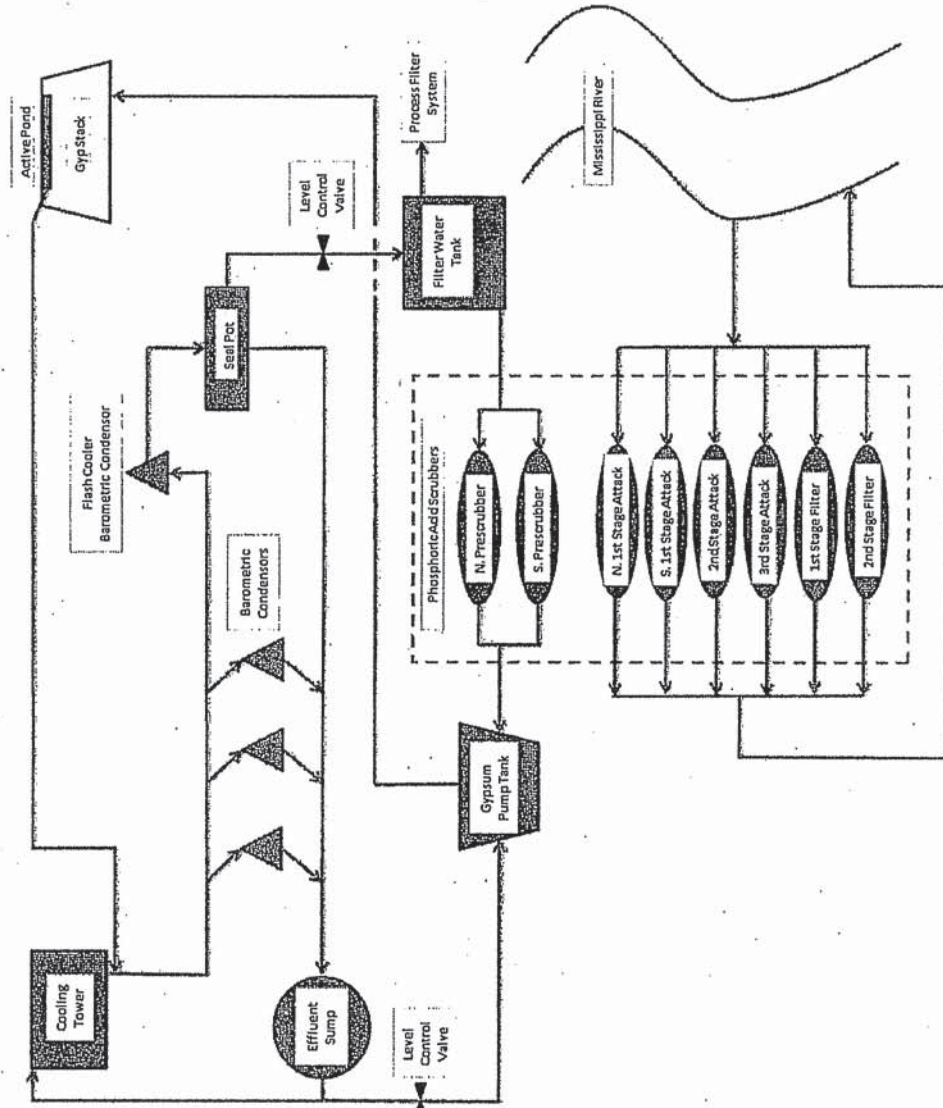 Active Pond
Gyp Stack
Process Filter
System
Level
Control
Valve
Filter Water
Tank
Mississippi River
Seal Pot
Flash Cooler
Barometric Condensor
Barometric
Condensors
Phosphoric Acid Scrubbers
N. Prescrubber
S. Prescrubber
N. 1st Stage Attack
S. 1st Stage Attack
2nd Stage Attack
3rd Stage Attack
1st Stage Filter
2nd Stage Filter
Gypsum
Pump Tank
Cooling
Tower
Effluent
Sump
Level
Control
Valve